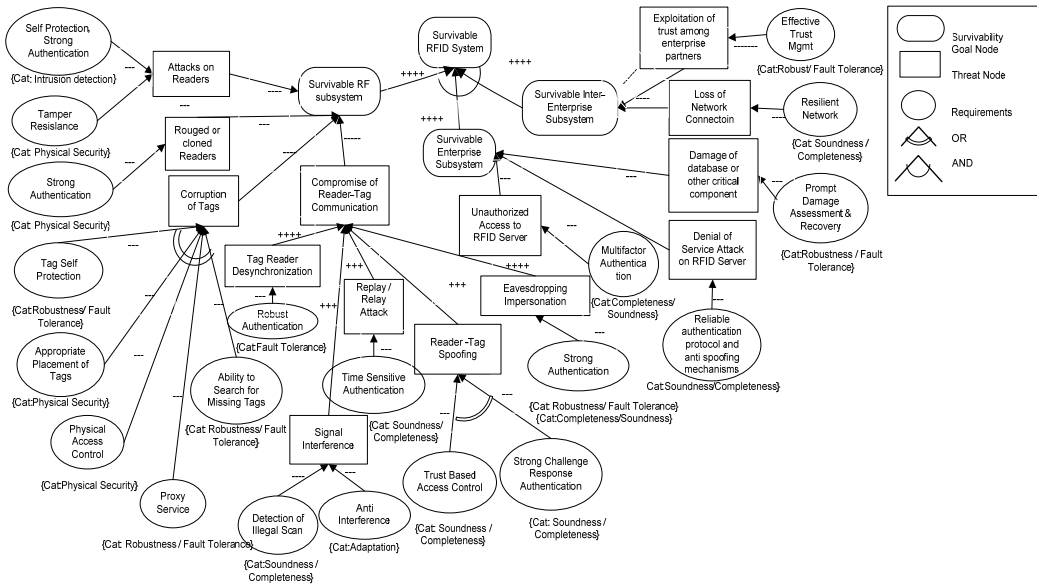 Self Protection,
Strong
Authentication
{Cat: Intrusion detection}
Attacks on
Readers
Tamper
Resislance
{Cat: Physical Security}
Rouged or
cloned
Readers
Strong
Authentication
{Cat: Physical Security}
Corruption
of Tags
Survivable RF
subsystem
Survivable
RFID System
Survivable Inter-
Enterprise
Subsystem
Survivable
Enterprise
Subsystem
Exploitation of
trust among
enterprise
partners
Effective
Trust
Mgmt
{Cat:Robust/ Fault Tolerance}
Loss of
Network
Connectoin
Resilient
Network
{Cat: Soundness /
Completeness}
Damage of
database or
other critical
component
Prompt
Damage
Assessment &
Recovery
{Cat:Robustness / Fault
Tolerance}
Compromise of
Reader-Tag
Communication
Unauthorized
Access to
RFID Server
Multifactor
Authentica
tion
{Cat:Completeness/
Soundness}
Denial of
Service Attack
on RFID Server
Reliable
authentication
protocol and
anti spoofing
mechanisms
Cat:Soundness/Completeness}
Tag Self
Protection
{Cat:Robustness/ Fault
Tolerance}
Appropriate
Placement of
Tags
{Cat:Physical Security}
Physical
Access
Control
{Cat:Physical Security}
Proxy
Service
{Cat: Robustness / Fault Tolerance}
Ability to
Search for
Missing Tags
{Cat: Robustness / Fault
Tolerance}
Tag Reader
Desynchronization
Robust
Authentication
{Cat:Fault Tolerance}
Replay /
Relay
Attack
Time Sensitive
Authentication
{Cat: Soundness/
Completeness}
Signal
Interference
Detection of
Illegal Scan
{Cat:Soundness /
Completeness}
Anti
Interference
{Cat:Adaptation}
Reader -Tag
Spoofing
Trust Based
Access Control
{Cat: Soundness /
Completeness}
Strong Challenge
Response
Authentication
{Cat: Soundness /
Completeness}
Eavesdropping
Impersonation
Strong
Authentication
{Cat: Robustness/ Fault Tolerance}
{Cat:Completeness/Soundness}
++++
++++
++++
++++
++++
+++
+++
+++
Survivability
Goal Node
Threat Node
Requirements
OR
AND